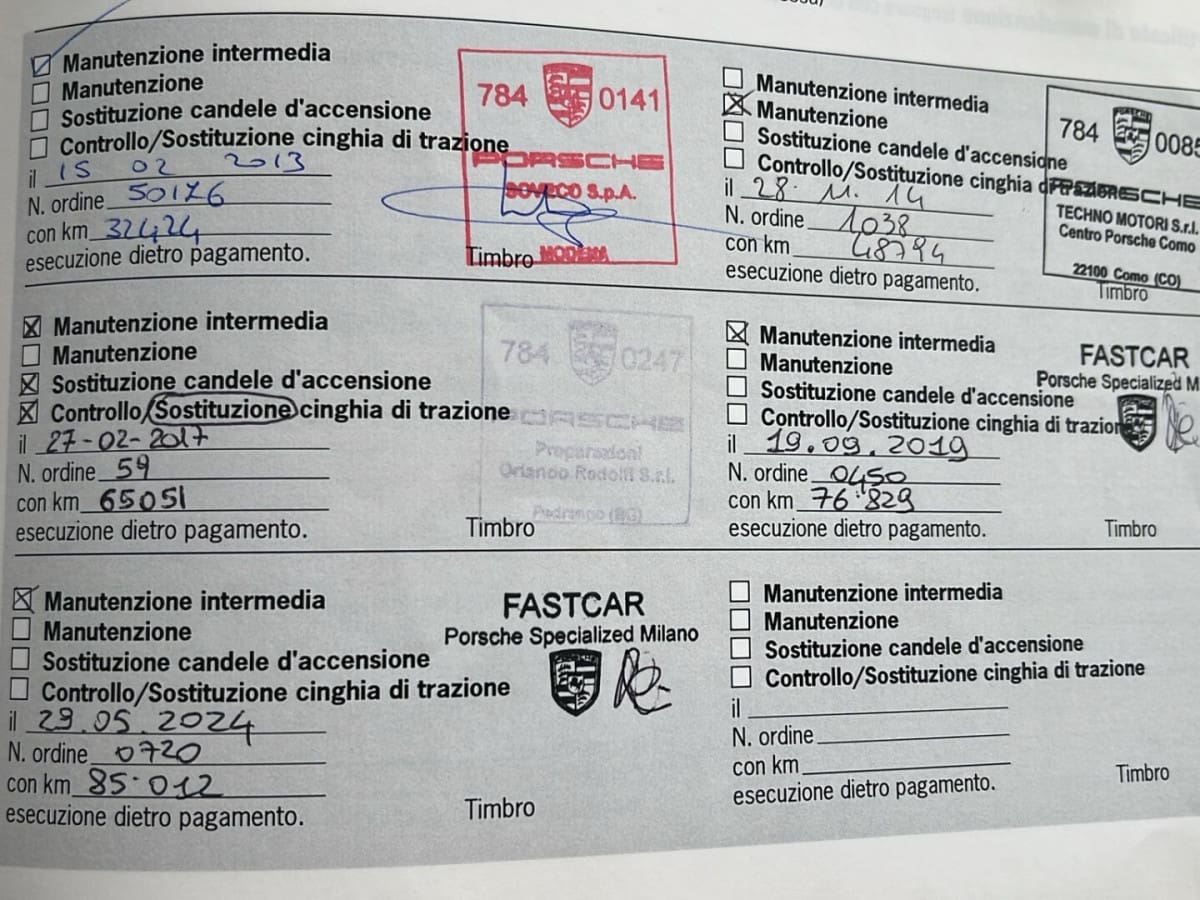 Manutenzione intermedia
Manutenzione
Sostituzione candele d'accensione
Controllo/Sostituzione cinghia di trazione
il 15 02 2013
N. ordine 50176
con km 32424
esecuzione dietro pagamento.
784 0141
PORSCHE
SOVECO S.p.A.
MODENA
Timbro
Manutenzione intermedia
Manutenzione
Sostituzione candele d'accensione
Controllo/Sostituzione cinghia di trazione
il 28. 11. 14
N. ordine 1038
con km 48794
esecuzione dietro pagamento.
784 0085
PORSCHE
TECHNO MOTORI S.r.l.
Centro Porsche Como
22100 Como (CO)
Timbro
Manutenzione intermedia
Manutenzione
Sostituzione candele d'accensione
Controllo/Sostituzione cinghia di trazione
il 27-02-2017
N. ordine 59
con km 65051
esecuzione dietro pagamento.
784 0247
PORSCHE
Preparazioni
Orlando Redolfi S.r.l.
Pedrengo (BG)
Timbro
Manutenzione intermedia
Manutenzione
Sostituzione candele d'accensione
Controllo/Sostituzione cinghia di trazion
il 19.09.2019
N. ordine 0450
con km 76.829
esecuzione dietro pagamento.
FASTCAR
Porsche Specialized Mi
Timbro
Manutenzione intermedia
Manutenzione
Sostituzione candele d'accensione
Controllo/Sostituzione cinghia di trazione
il 29.05.2024
N. ordine 0720
con km 85.012
esecuzione dietro pagamento.
FASTCAR
Porsche Specialized Milano
Timbro
Manutenzione intermedia
Manutenzione
Sostituzione candele d'accensione
Controllo/Sostituzione cinghia di trazione
il
N. ordine
con km
esecuzione dietro pagamento.
Timbro